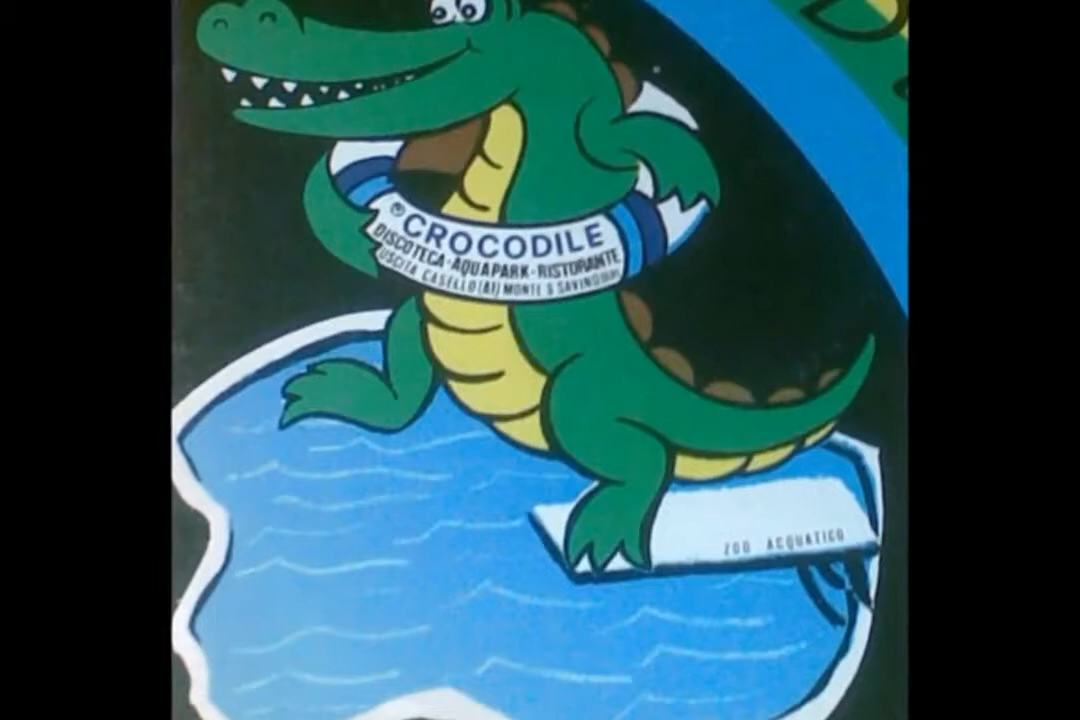 ® CROCODILE
DISCOTECA - AQUAPARK - RISTORANTE
USCITA CASELLO (A1) MONTE S SAVINO
ZOO ACQUATICO